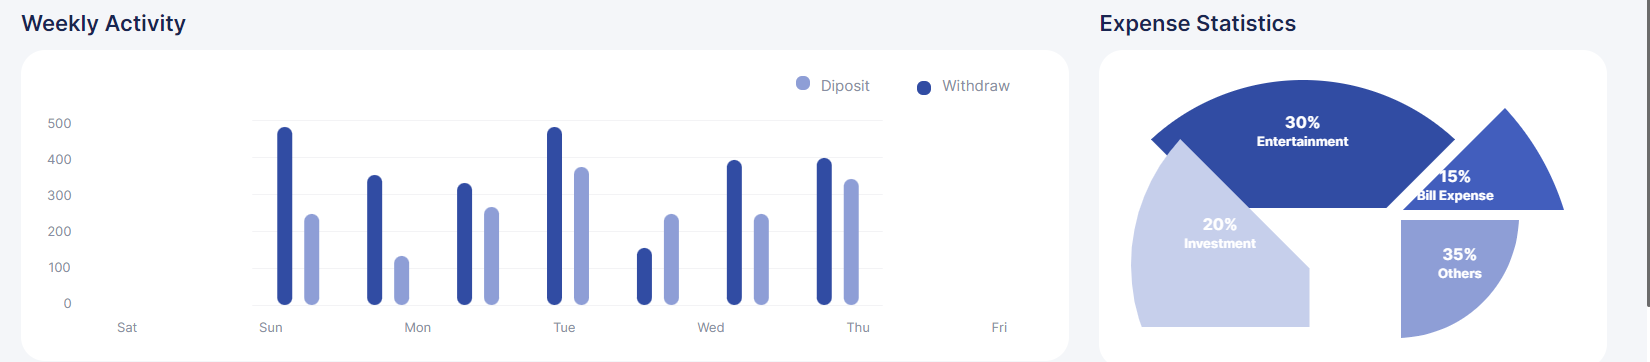 Weekly Activity
Diposit
Withdraw
500
400
300
200
100
0
Sat
Sun
Mon
Tue
Wed
Thu
Fri
Expense Statistics
30%
Entertainment
15%
Bill Expense
20%
Investment
35%
Others